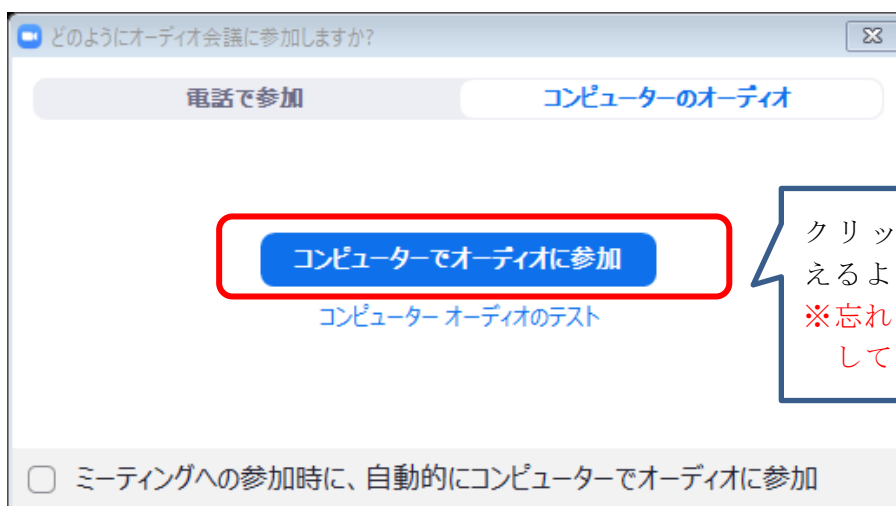 どのようにオーディオ会議に参加しますか?
電話で参加
コンピューターのオーディオ
コンピューターでオーディオに参加
コンピューター オーディオのテスト
クリッ
えるよ
※忘れ
して
ミーティングへの参加時に、自動的にコンピューターでオーディオに参加